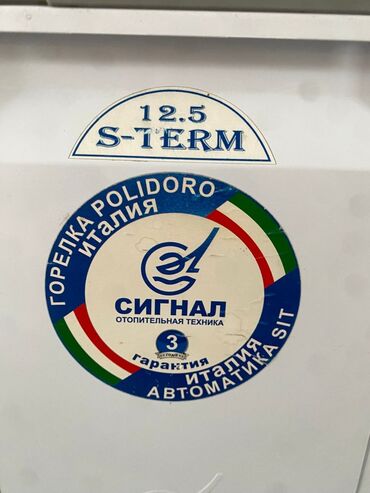 12.5
S-TERM
ГОРЕЛКА POLIDORO
ИТАЛИЯ
СИГНАЛ
ОТОПИТЕЛЬНАЯ ТЕХНИКА
3
гарантия
ИТАЛИЯ
АВТОМАТИКА SIT